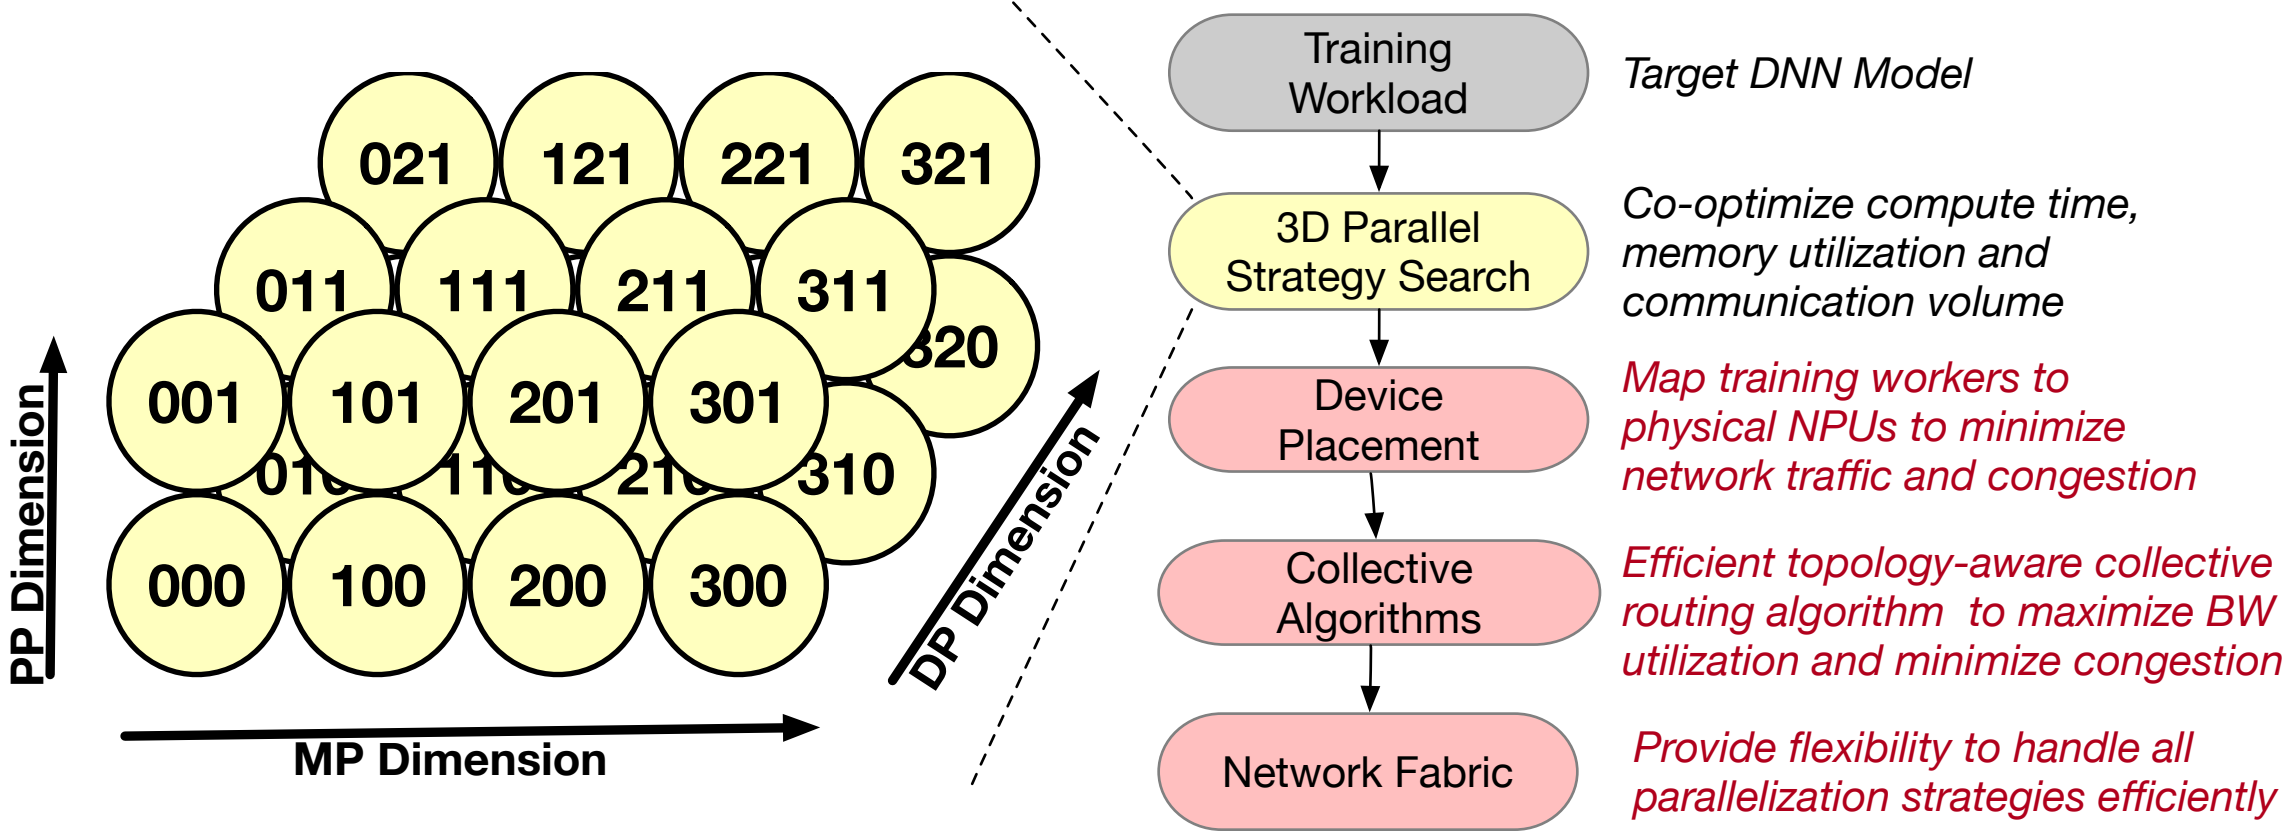 021 121 221 321
011 111 211 311
320
001 101 201 301
010 110 210 310
000 100 200 300
PP Dimension
MP Dimension
DP Dimension
Training
Workload
Target DNN Model
3D Parallel
Strategy Search
Co-optimize compute time,
memory utilization and
communication volume
Device
Placement
Map training workers to
physical NPUs to minimize
network traffic and congestion
Collective
Algorithms
Efficient topology-aware collective
routing algorithm to maximize BW
utilization and minimize congestion
Network Fabric
Provide flexibility to handle all
parallelization strategies efficiently